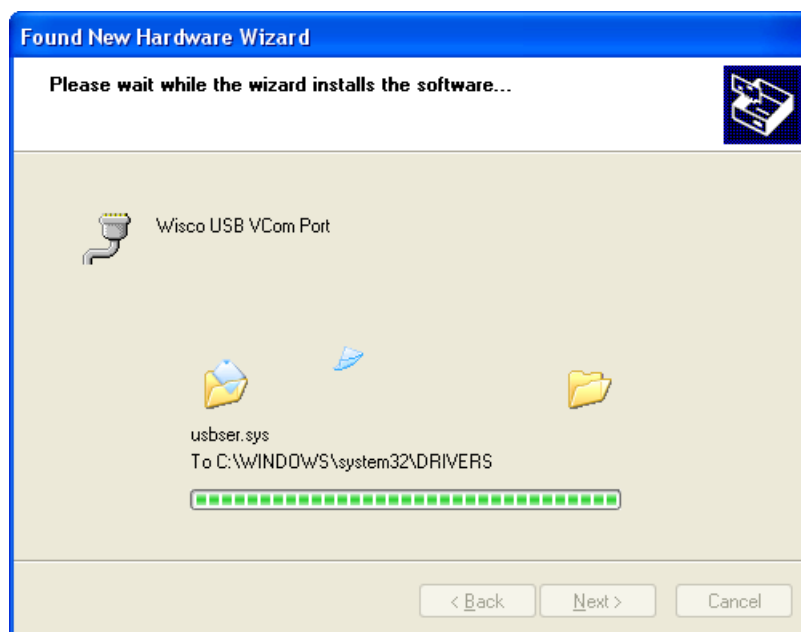 Found New Hardware Wizard
Please wait while the wizard installs the software...
Wisco USB VCom Port
usbser.sys
To C:\WINDOWS\system32\DRIVERS
< Back Next > Cancel